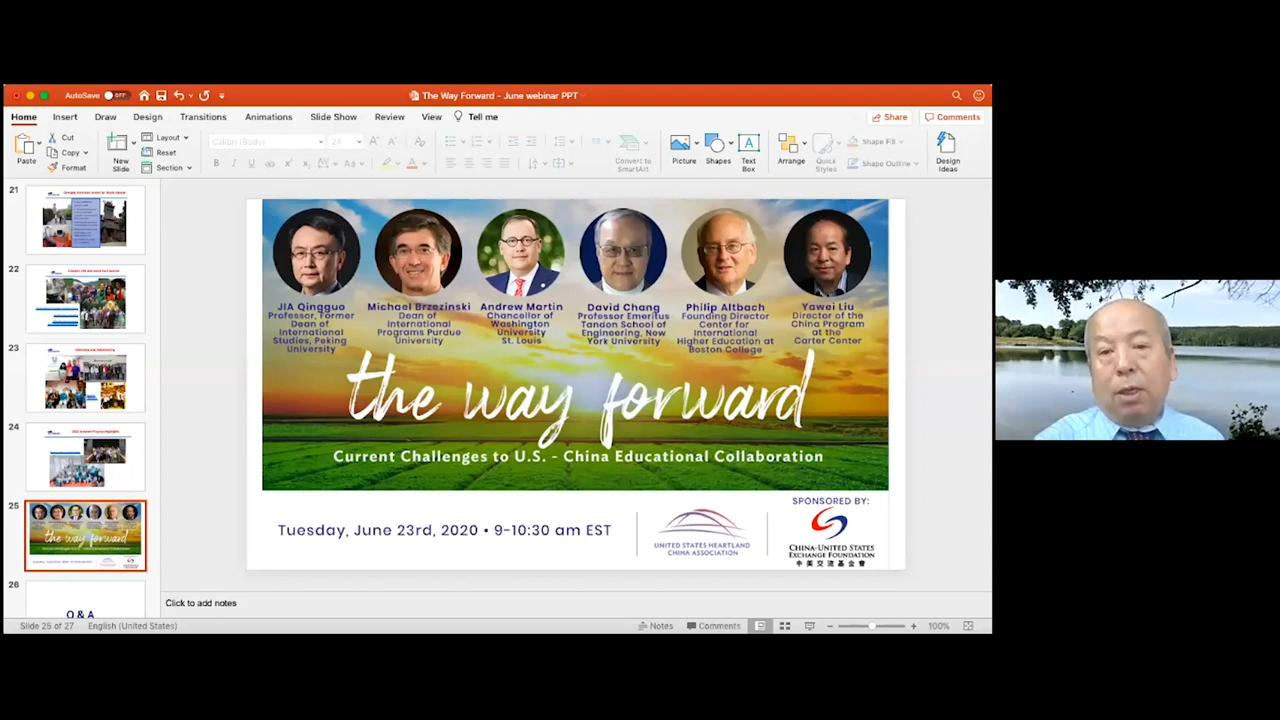 AutoSave OFF
The Way Forward - June webinar PPT
Home Insert Draw Design Transitions Animations Slide Show Review View Tell me Share Comments
Paste
Cut
Copy
Format
New Slide
Layout
Reset
Section
Calibri (Body) 24
Convert to SmartArt
Picture
Shapes
Text Box
Arrange
Quick Styles
Shape Fill
Shape Outline
Design Ideas
21
22
23
24
25
26
Q & A
JIA Qingguo
Professor, Former
Dean of
International
Studies, Peking
University
Michael Brzezinski
Dean of
International
Programs Purdue
University
Andrew Martin
Chancellor of
Washington
University
St. Louis
David Chang
Professor Emeritus
Tandon School of
Engineering, New
York University
Philip Altbach
Founding Director
Center for
International
Higher Education at
Boston College
Yawei Liu
Director of the
China Program
at the
Carter Center
the way forward
Current Challenges to U.S. - China Educational Collaboration
Tuesday, June 23rd, 2020 • 9-10:30 am EST
UNITED STATES HEARTLAND
CHINA ASSOCIATION
SPONSORED BY:
CHINA-UNITED STATES
EXCHANGE FOUNDATION
中美交流基金會
Click to add notes
Slide 25 of 27 English (United States) Notes Comments 100%